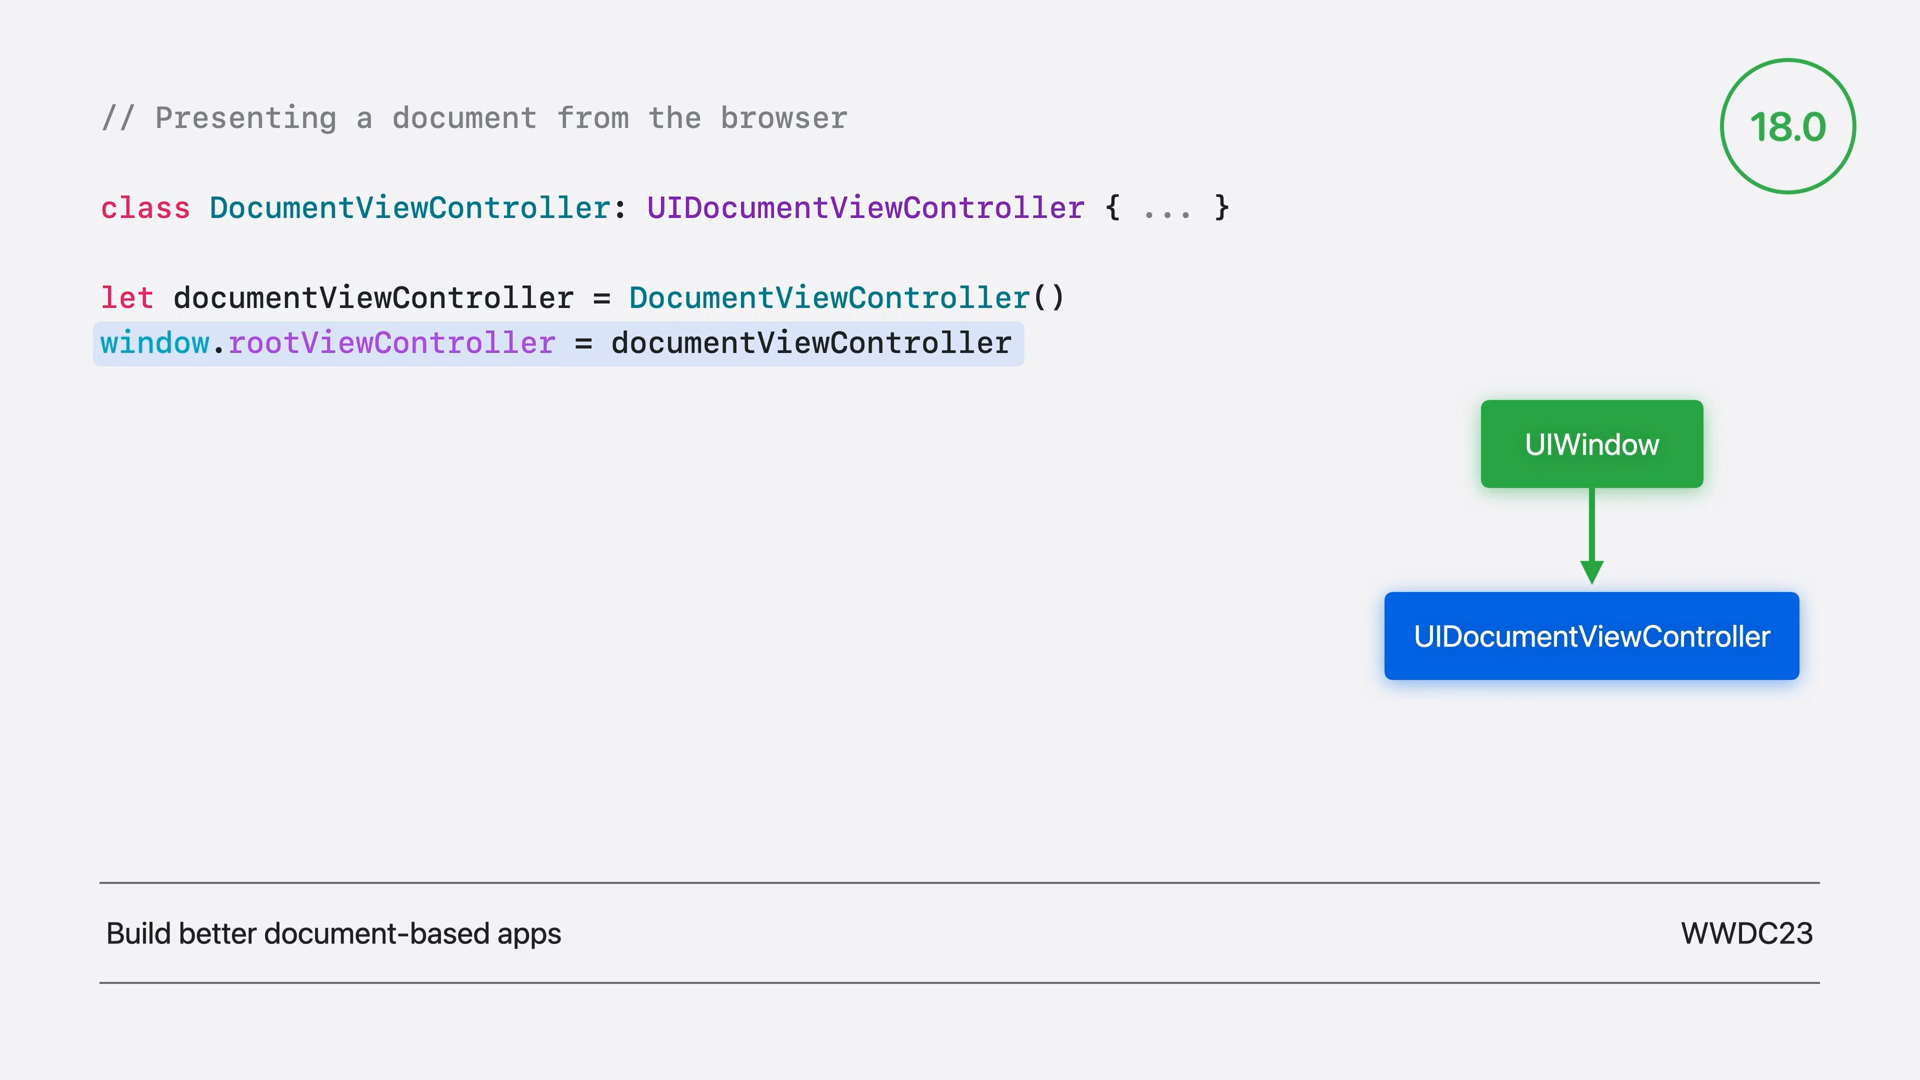 // Presenting a document from the browser
18.0
class DocumentViewController: UIDocumentViewController { ... }
let documentViewController = DocumentViewController()
window.rootViewController = documentViewController
UIWindow
UIDocumentViewController
Build better document-based apps
WWDC23